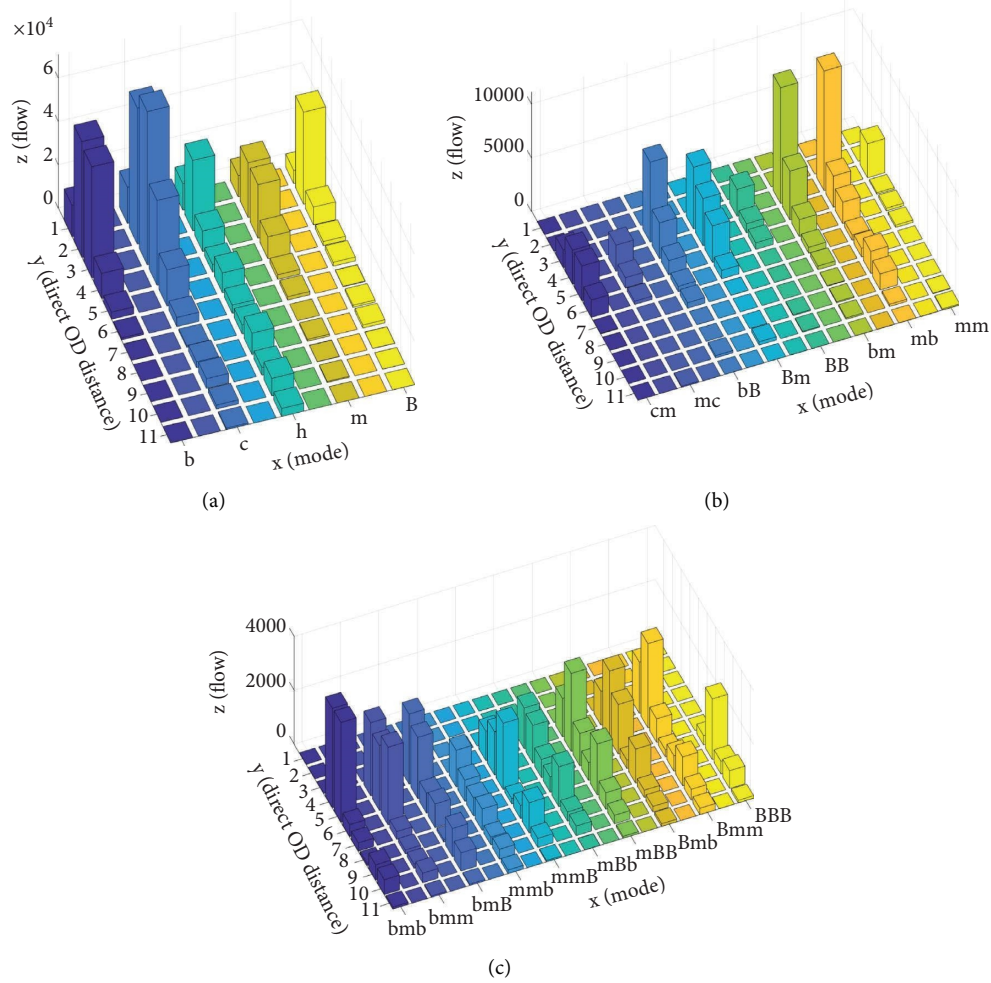 ×10⁴
6
4
2
0
z (flow)
1
2
3
4
5
6
7
8
9
10
11
y (direct OD distance)
b
c
h
m
B
x (mode)
(a)
10000
5000
0
z (flow)
1
2
3
4
5
6
7
8
9
10
11
y (direct OD distance)
cm
mc
bB
Bm
BB
bm
mb
mm
x (mode)
(b)
4000
2000
0
z (flow)
1
2
3
4
5
6
7
8
9
10
11
y (direct OD distance)
bmb
bmm
bmB
mmb
mmB
mBb
mBB
Bmb
Bmm
BBB
x (mode)
(c)